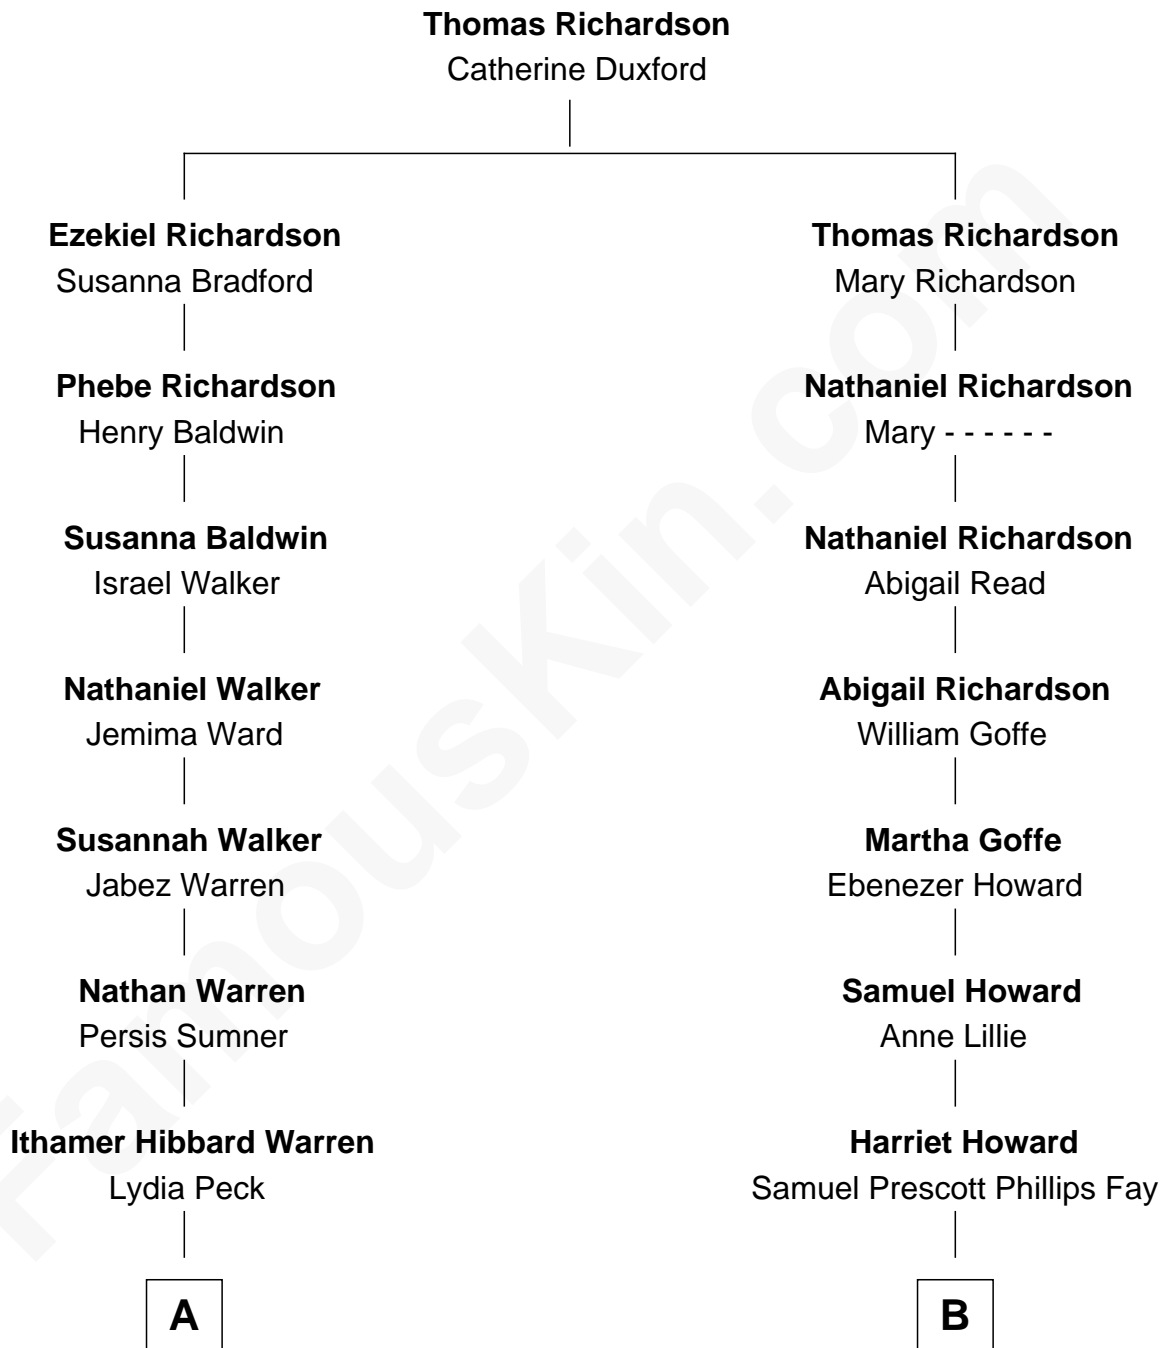 Thomas Richardson
Catherine Duxford
Ezekiel Richardson
Susanna Bradford
Thomas Richardson
Mary Richardson
Phebe Richardson
Henry Baldwin
Nathaniel Richardson
Mary - - - - - -
Susanna Baldwin
Israel Walker
Nathaniel Richardson
Abigail Read
Nathaniel Walker
Jemima Ward
Abigail Richardson
William Goffe
Susannah Walker
Jabez Warren
Martha Goffe
Ebenezer Howard
Nathan Warren
Persis Sumner
Samuel Howard
Anne Lillie
Ithamer Hibbard Warren
Lydia Peck
Harriet Howard
Samuel Prescott Phillips Fay
A
B
FamousKin.com